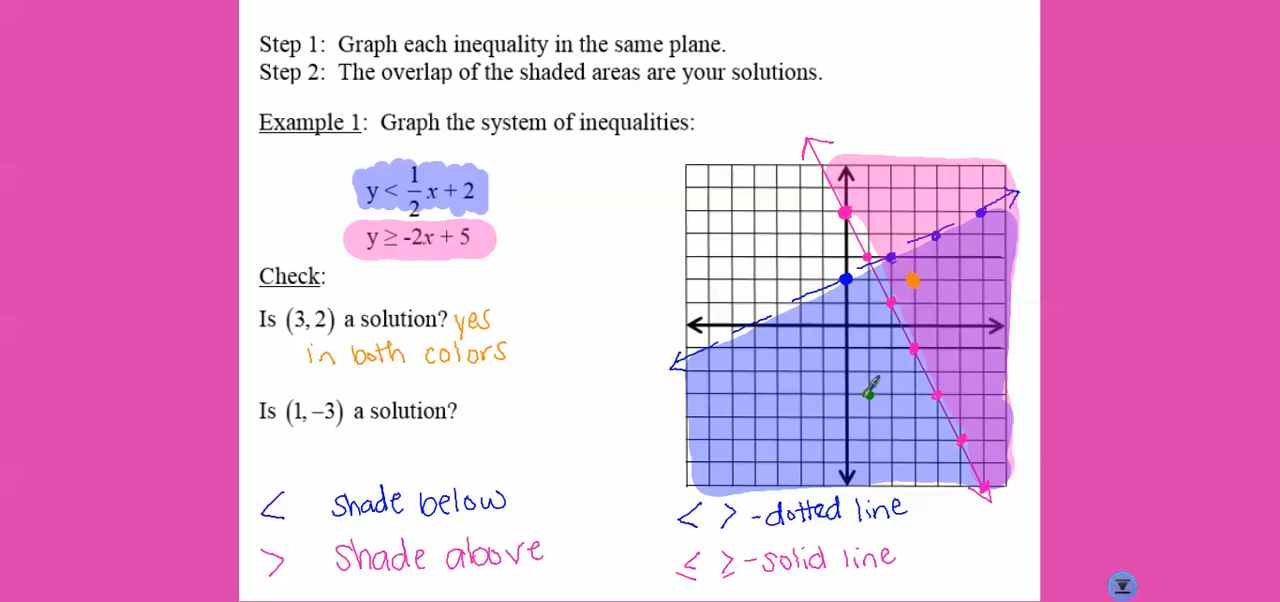 Step 1: Graph each inequality in the same plane.
Step 2: The overlap of the shaded areas are your solutions.
Example 1: Graph the system of inequalities:
y < 1/2 x + 2
y ≥ -2x + 5
Check:
Is (3, 2) a solution? yes
in both colors
Is (1, –3) a solution?
< shade below
> shade above
< > - dotted line
≤ ≥ - solid line